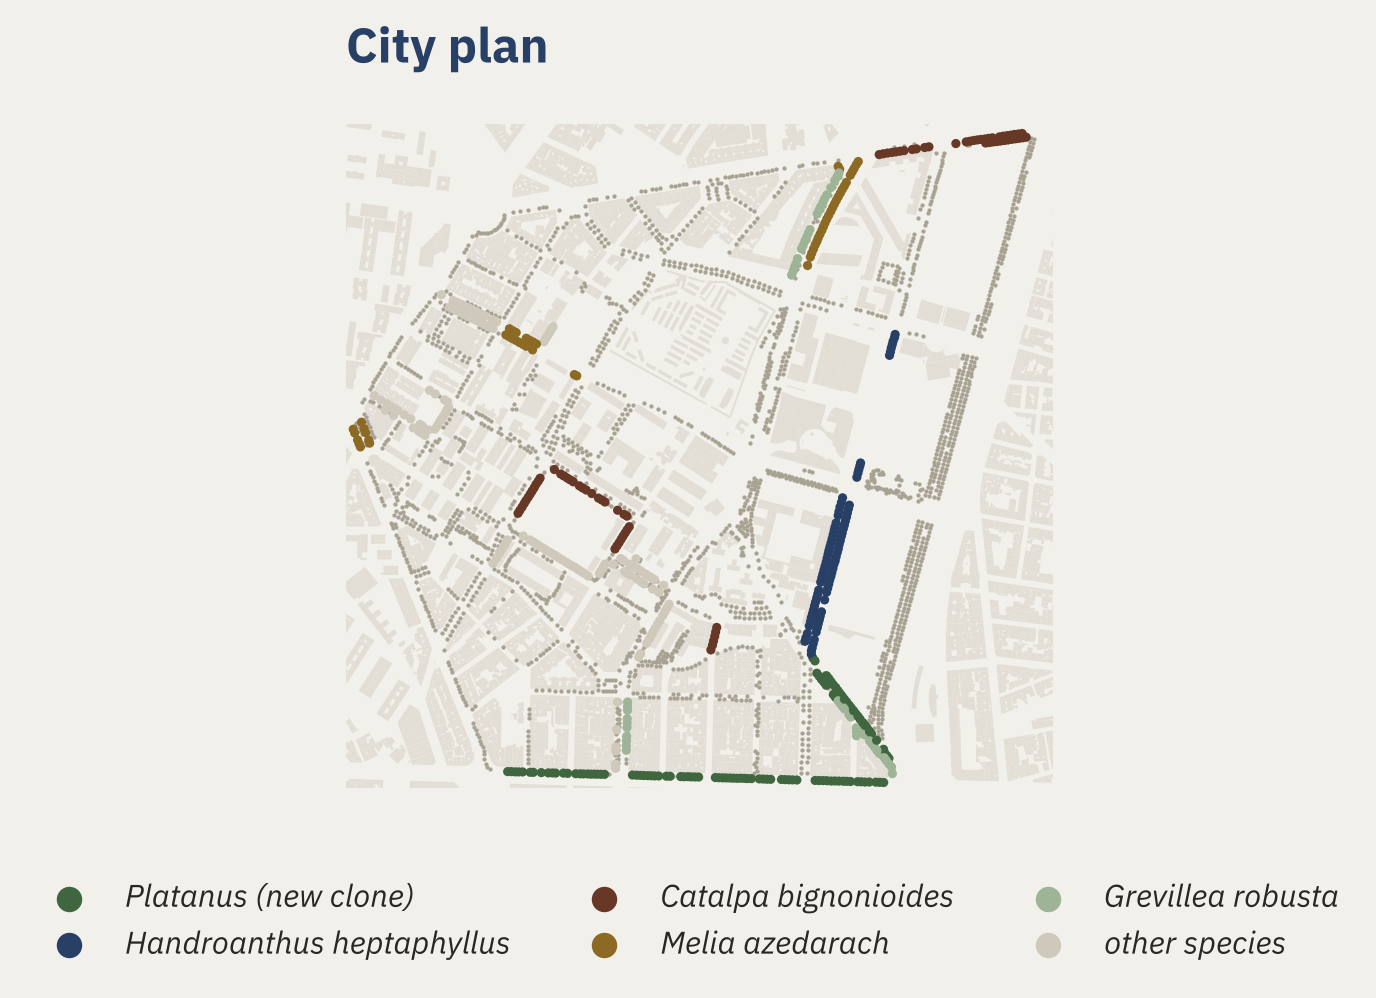 City plan
Platanus (new clone)
Catalpa bignonioides
Grevillea robusta
Handroanthus heptaphyllus
Melia azedarach
other species